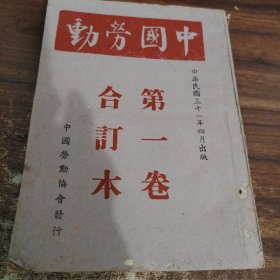 中國勞動
中華民國三十一年四月出版
第一卷
合訂本
中國勞動協會發行